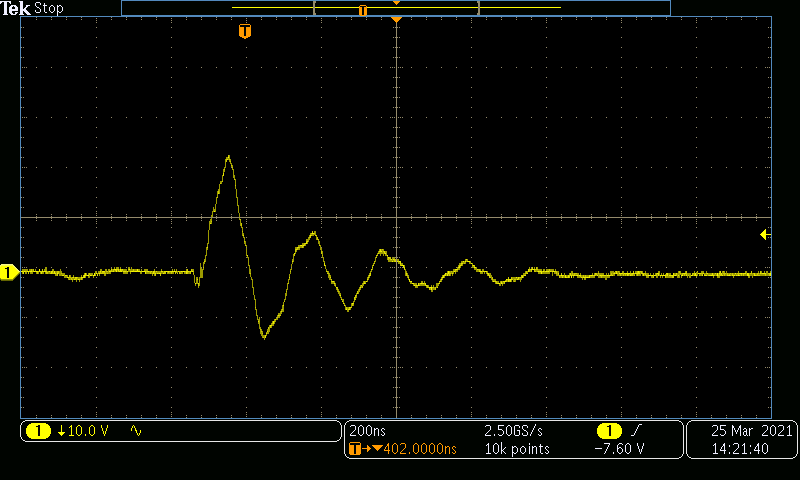 Tek Stop
T
T
1
1 ↓10.0 V ∿
200ns 2.50GS/s 1 ∫
T→▼402.0000ns 10k points −7.60 V
25 Mar 2021
14:21:40